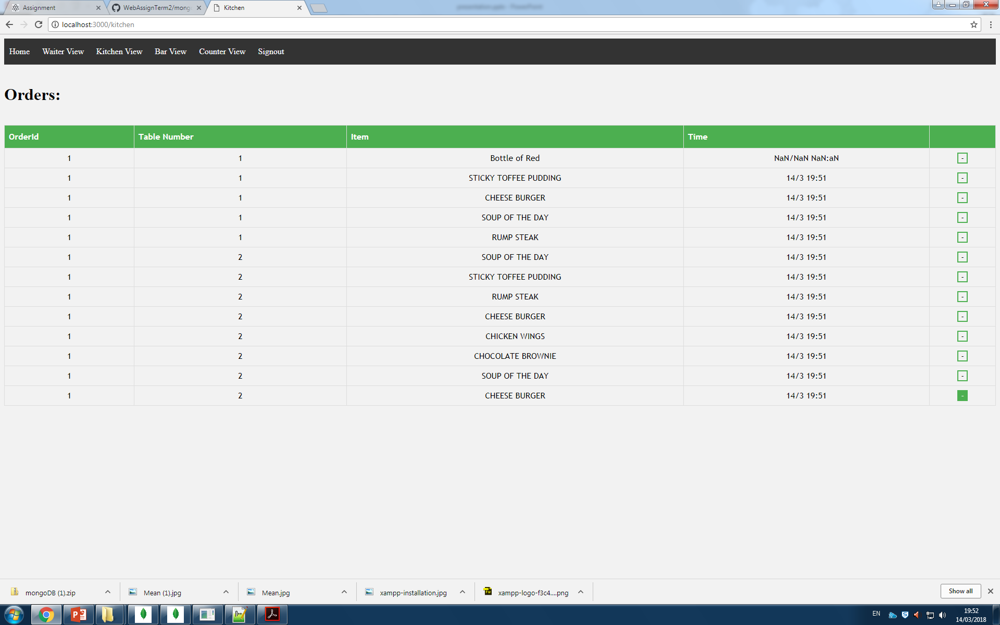 Assignment
WebAssignTerm2/mong
Kitchen
presentation.pptx - PowerPoint
localhost:3000/kitchen
Home Waiter View Kitchen View Bar View Counter View Signout
Orders:
OrderId Table Number Item Time
1 1 Bottle of Red NaN/NaN NaN:aN -
1 1 STICKY TOFFEE PUDDING 14/3 19:51 -
1 1 CHEESE BURGER 14/3 19:51 -
1 1 SOUP OF THE DAY 14/3 19:51 -
1 1 RUMP STEAK 14/3 19:51 -
1 2 SOUP OF THE DAY 14/3 19:51 -
1 2 STICKY TOFFEE PUDDING 14/3 19:51 -
1 2 RUMP STEAK 14/3 19:51 -
1 2 CHEESE BURGER 14/3 19:51 -
1 2 CHICKEN WINGS 14/3 19:51 -
1 2 CHOCOLATE BROWNIE 14/3 19:51 -
1 2 SOUP OF THE DAY 14/3 19:51 -
1 2 CHEESE BURGER 14/3 19:51 -
mongoDB (1).zip Mean (1).jpg Mean.jpg xampp-installation.jpg xampp-logo-f3c4....png Show all
EN 19:52
14/03/2018